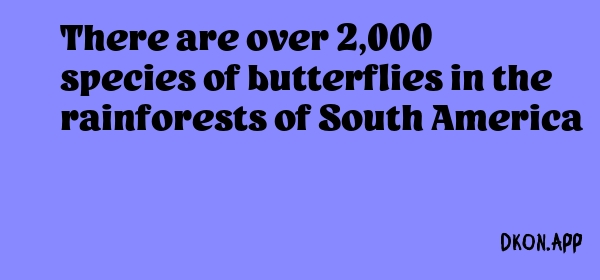 There are over 2,000
species of butterflies in the
rainforests of South America
DKON.APP